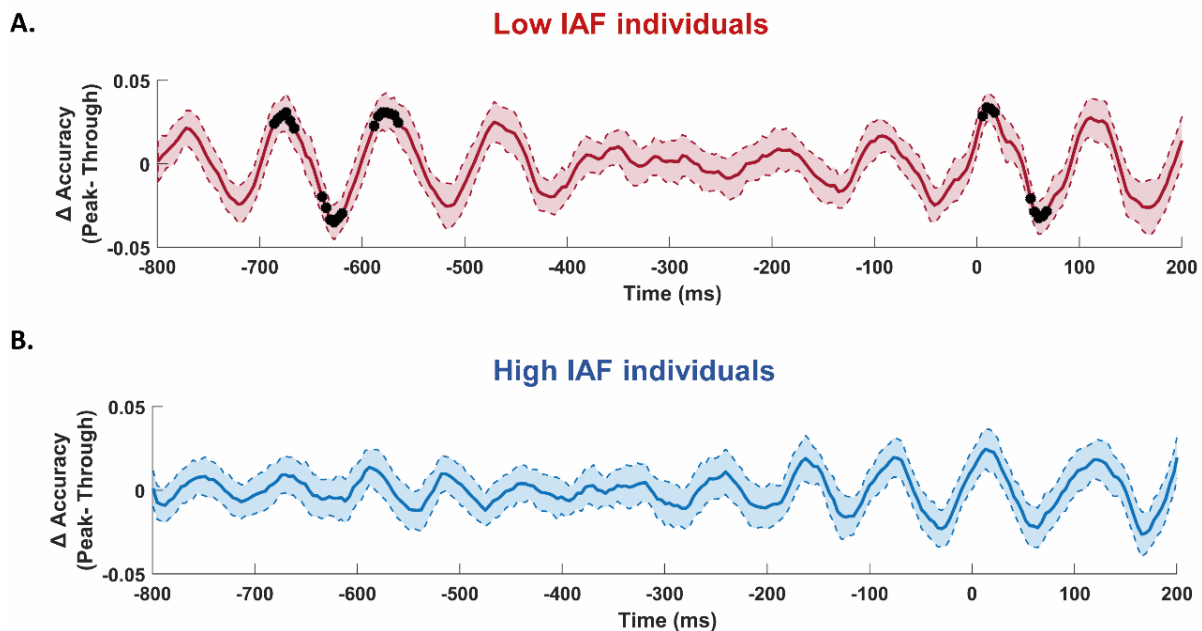 A.
Low IAF individuals
Δ Accuracy
(Peak- Through)
0.05
0
-0.05
-800 -700 -600 -500 -400 -300 -200 -100 0 100 200
Time (ms)
B.
High IAF individuals
Δ Accuracy
(Peak- Through)
0.05
0
-0.05
-800 -700 -600 -500 -400 -300 -200 -100 0 100 200
Time (ms)